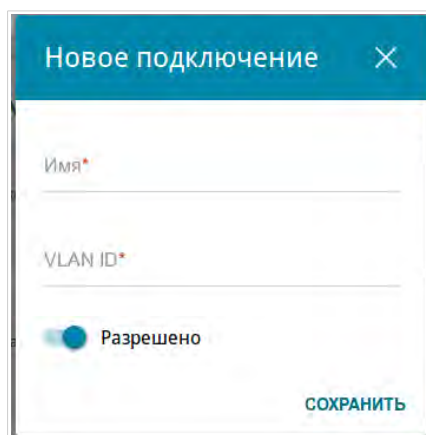 Новое подключение
Имя*
VLAN ID*
Разрешено
СОХРАНИТЬ